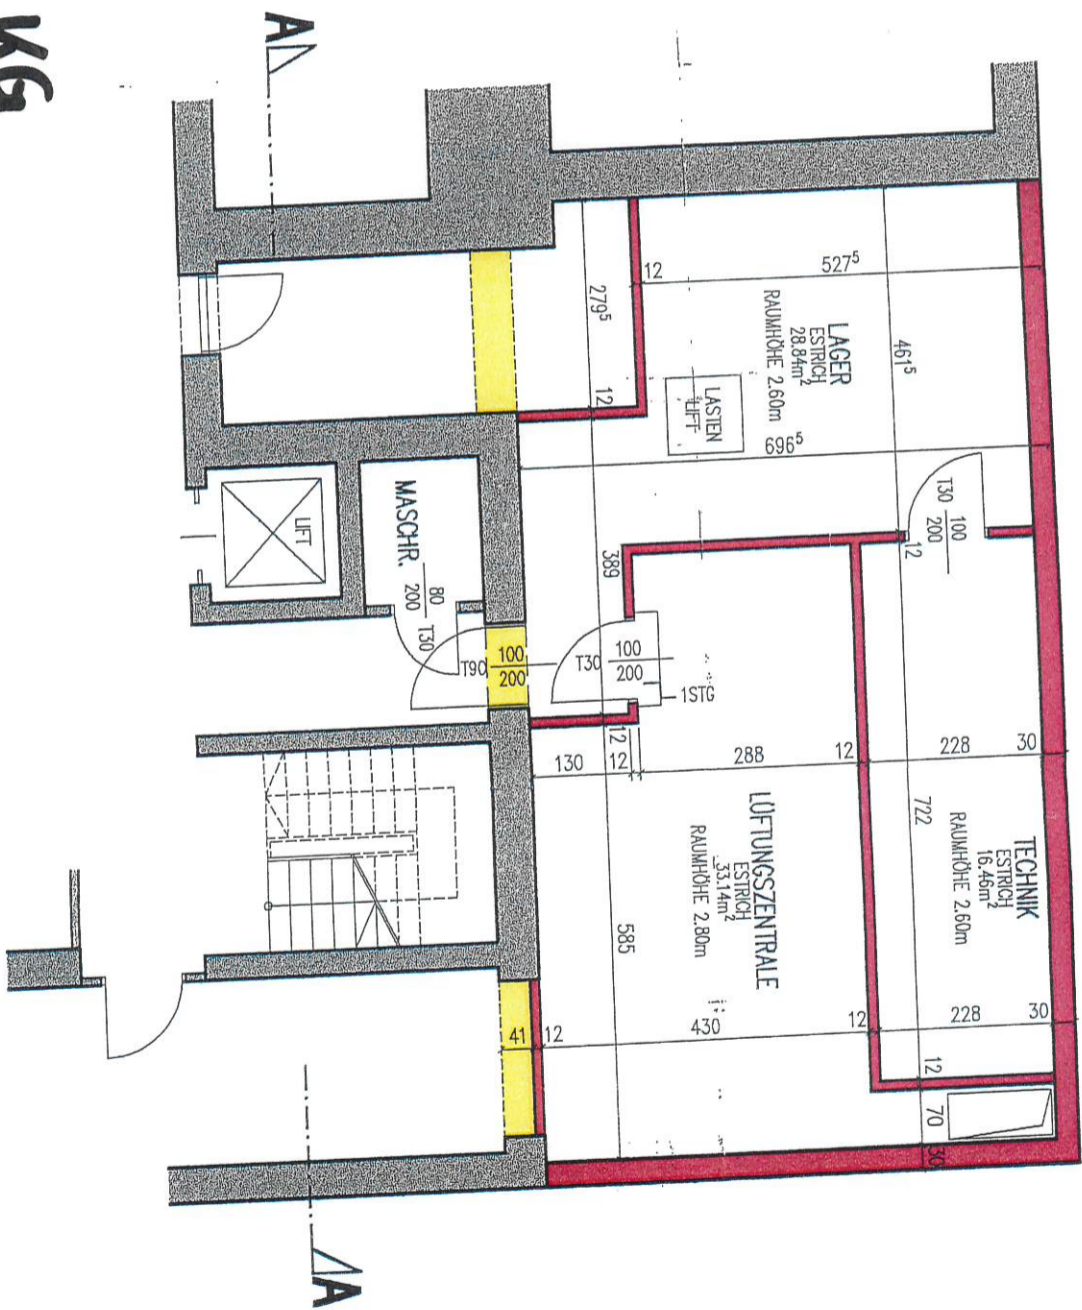 KG
A
A
LAGER
ESTRICH
28.84m²
RAUMHÖHE 2.60m
LASTEN
LIFT
TECHNIK
ESTRICH
16.46m²
RAUMHÖHE 2.60m
LÜFTUNGSZENTRALE
ESTRICH
33.14m²
RAUMHÖHE 2.80m
MASCHR.
LIFT
80
200
T30
T90
100
200
T30
100
200
1STG
T30
100
200
12
527⁵
279⁵
461⁵
12
696⁵
12
389
12
12
130
288
12
228
30
722
585
41
12
430
12
228
30
12
70
30